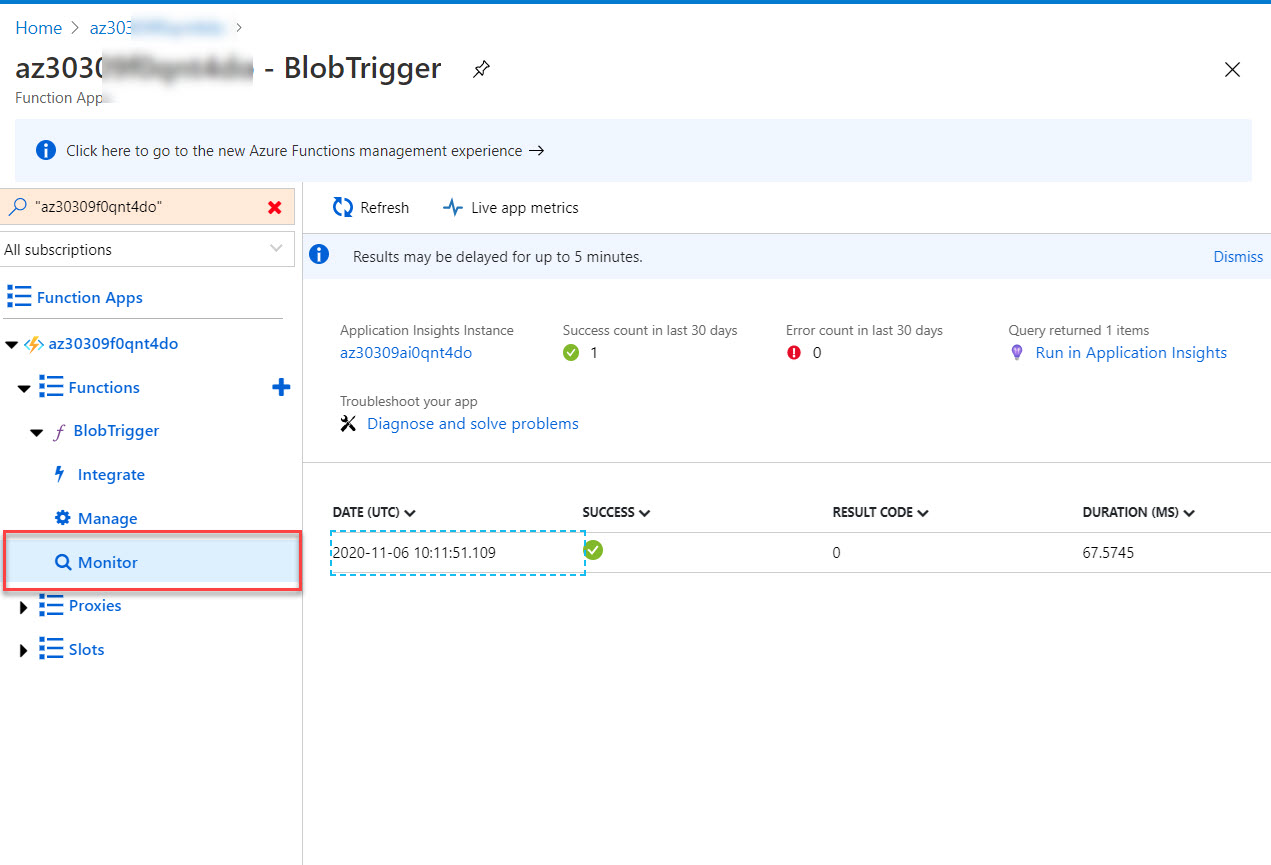 Home > az303 >
az3030 - BlobTrigger
Function App
Click here to go to the new Azure Functions management experience →
"az30309f0qnt4do"
All subscriptions
Function Apps
az30309f0qnt4do
Functions
BlobTrigger
Integrate
Manage
Monitor
Proxies
Slots
Refresh Live app metrics
Results may be delayed for up to 5 minutes. Dismiss
Application Insights Instance Success count in last 30 days Error count in last 30 days Query returned 1 items
az30309ai0qnt4do 1 0 Run in Application Insights
Troubleshoot your app
Diagnose and solve problems
DATE (UTC) SUCCESS RESULT CODE DURATION (MS)
2020-11-06 10:11:51.109 0 67.5745